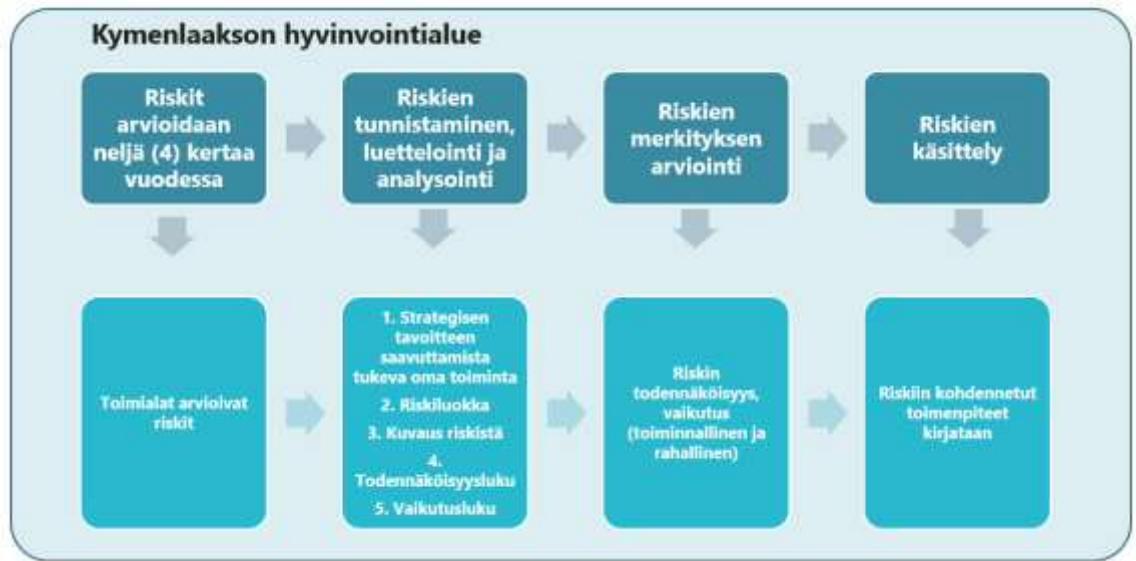 Kymenlaakson hyvinvointialue
Riskit
arvioidaan
neljä (4) kertaa
vuodessa
Riskien
tunnistaminen,
luettelointi ja
analysointi
Riskien
merkityksen
arviointi
Riskien
käsittely
Toimialat arvioivat
riskit
1. Strategisen
tavoitteen
saavuttamista
tukeva oma toiminta
2. Riskiluokka
3. Kuvaus riskistä
4.
Todennäköisyysluku
5. Vaikutusluku
Riskin
todennäköisyys,
vaikutus
(toiminnallinen ja
rahallinen)
Riskiin kohdennetut
toimenpiteet
kirjataan